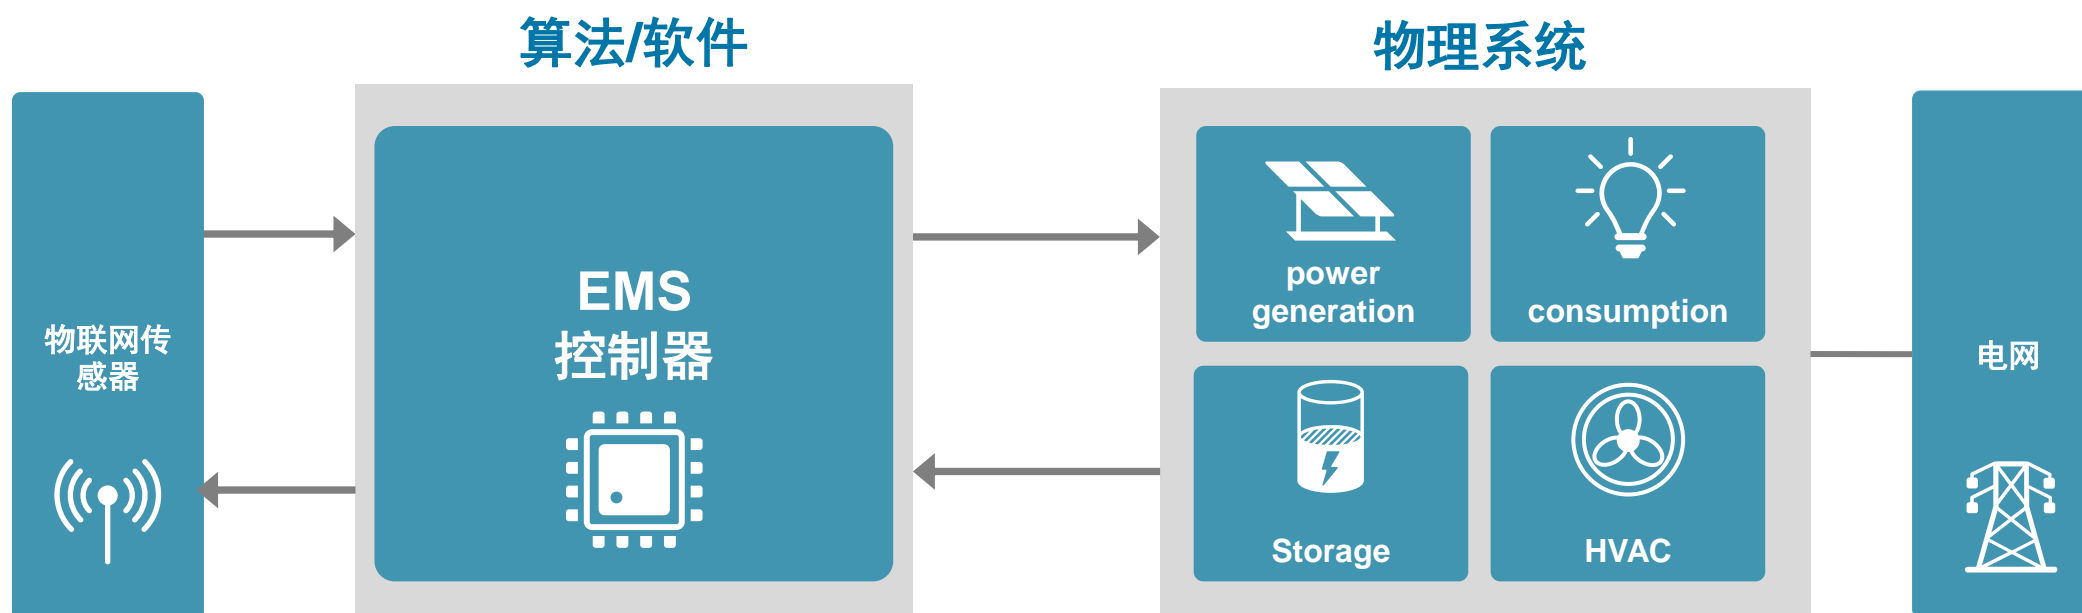 算法/软件
物理系统
物联网传
感器
EMS
控制器
power
generation
consumption
Storage
HVAC
电网